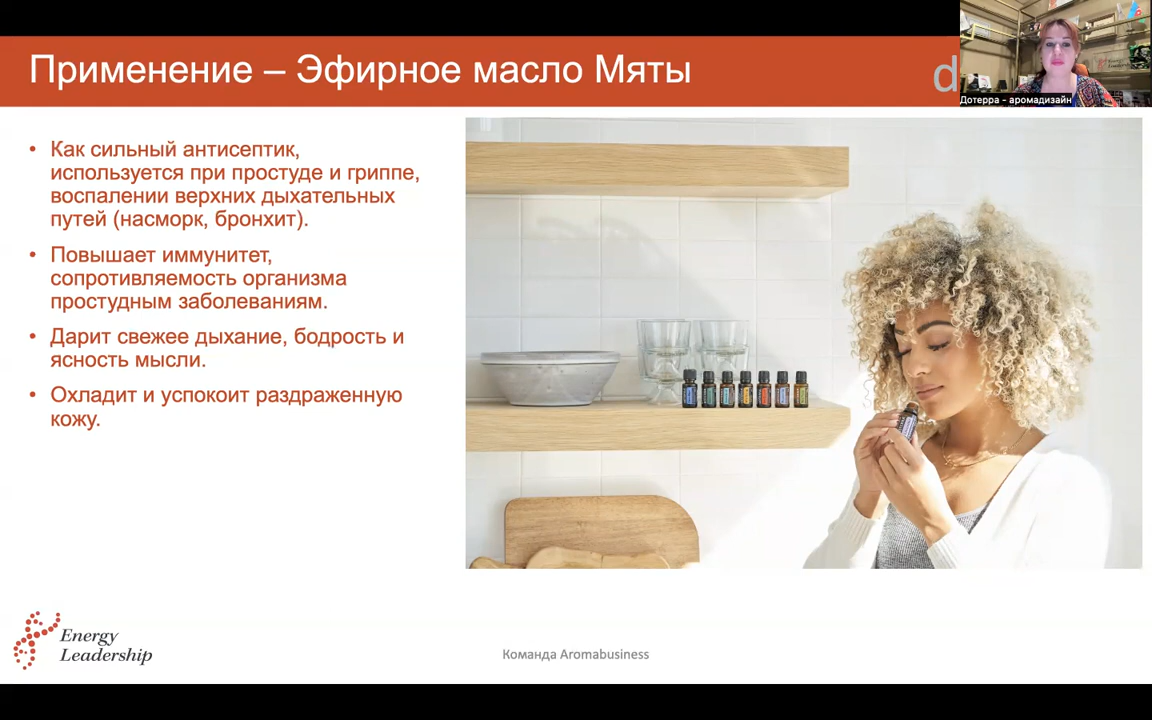 Применение – Эфирное масло Мяты
d
Дотерра - аромадизайн
• Как сильный антисептик,
используется при простуде и гриппе,
воспалении верхних дыхательных
путей (насморк, бронхит).
• Повышает иммунитет,
сопротивляемость организма
простудным заболеваниям.
• Дарит свежее дыхание, бодрость и
ясность мысли.
• Охладит и успокоит раздраженную
кожу.
Energy
Leadership
Команда Aromabusiness